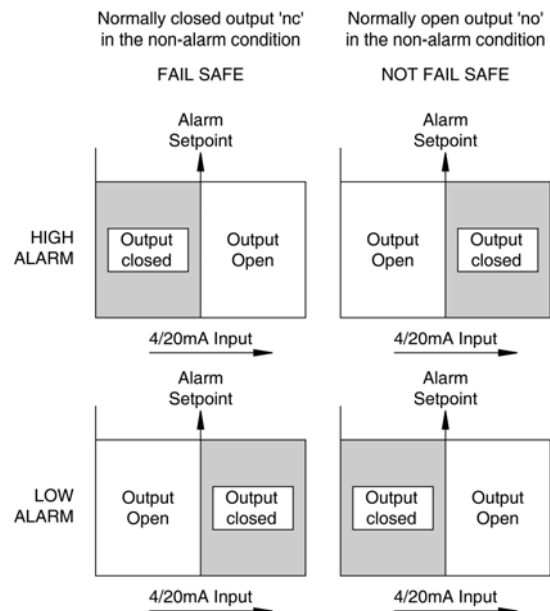 Normally closed output 'nc'
in the non-alarm condition
FAIL SAFE
Normally open output 'no'
in the non-alarm condition
NOT FAIL SAFE
HIGH
ALARM
Alarm
Setpoint
Output
closed
Output
Open
4/20mA Input
Alarm
Setpoint
Output
Open
Output
closed
4/20mA Input
LOW
ALARM
Alarm
Setpoint
Output
Open
Output
closed
4/20mA Input
Alarm
Setpoint
Output
closed
Output
Open
4/20mA Input